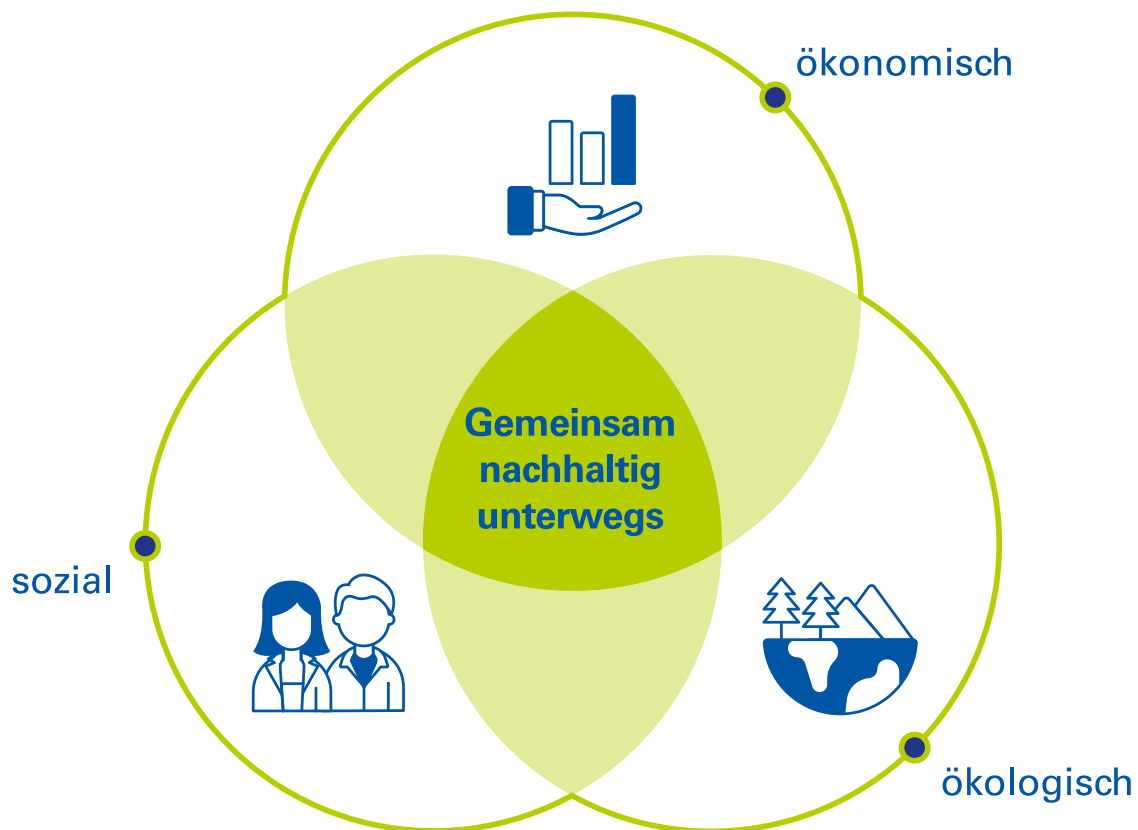 ökonomisch
Gemeinsam
nachhaltig
unterwegs
sozial
ökologisch